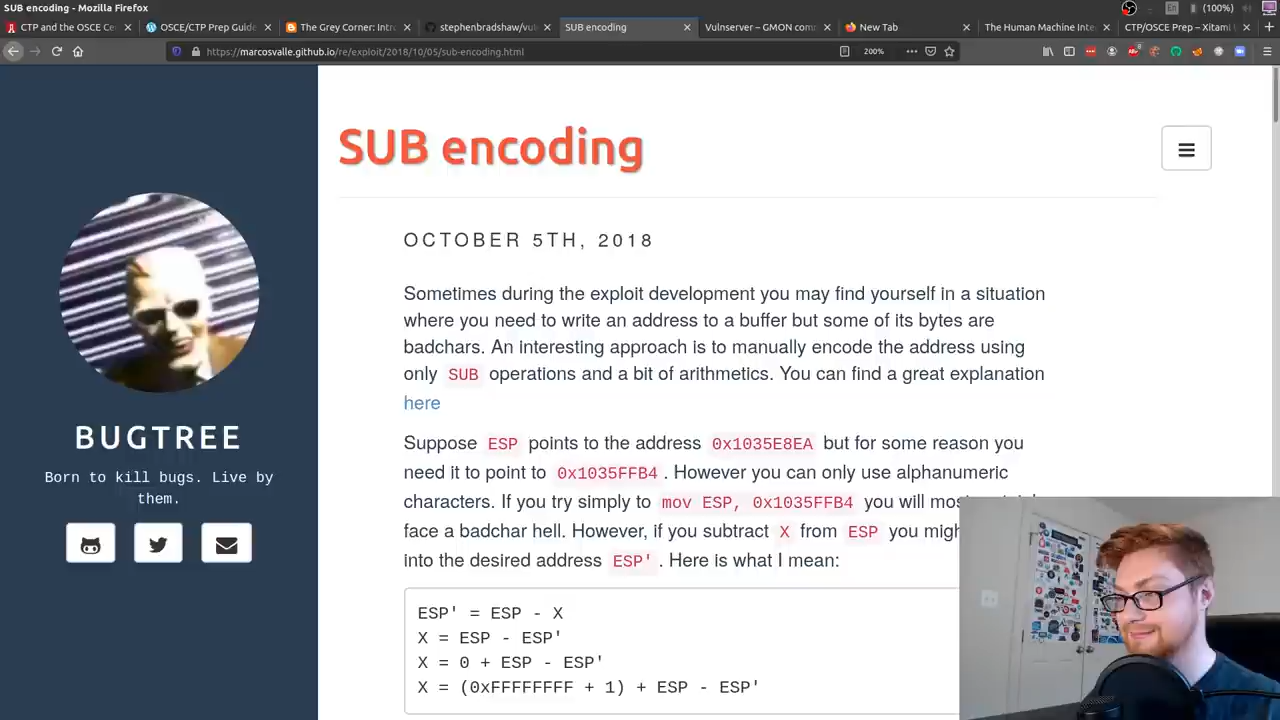 SUB encoding - Mozilla Firefox
En
(100%)
CTP and the OSCE Ce
OSCE/CTP Prep Guide
The Grey Corner: Intro
stephenbradshaw/vul
SUB encoding
Vulnserver – GMON com
New Tab
The Human Machine Inte
CTP/OSCE Prep – Xitami
https://marcosvalle.github.io/re/exploit/2018/10/05/sub-encoding.html
200%
SUB encoding
OCTOBER 5TH, 2018
Sometimes during the exploit development you may find yourself in a situation
where you need to write an address to a buffer but some of its bytes are
badchars. An interesting approach is to manually encode the address using
only SUB operations and a bit of arithmetics. You can find a great explanation
here
BUGTREE
Born to kill bugs. Live by
them.
Suppose ESP points to the address 0x1035E8EA but for some reason you
need it to point to 0x1035FFB4. However you can only use alphanumeric
characters. If you try simply to mov ESP, 0x1035FFB4 you will most
face a badchar hell. However, if you subtract X from ESP you
into the desired address ESP'. Here is what I mean:
ESP' = ESP - X
X = ESP - ESP'
X = 0 + ESP - ESP'
X = (0xFFFFFFFF + 1) + ESP - ESP'